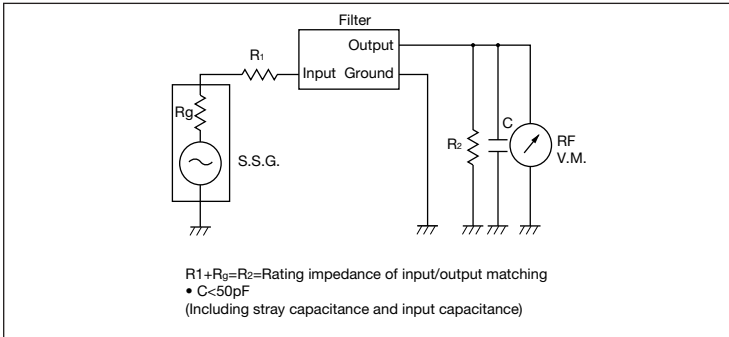 Filter
Output
R₁
Input Ground
Rg
C
R₂
RF
V.M.
S.S.G.
R1+Rg=R₂=Rating impedance of input/output matching
• C<50pF
(Including stray capacitance and input capacitance)